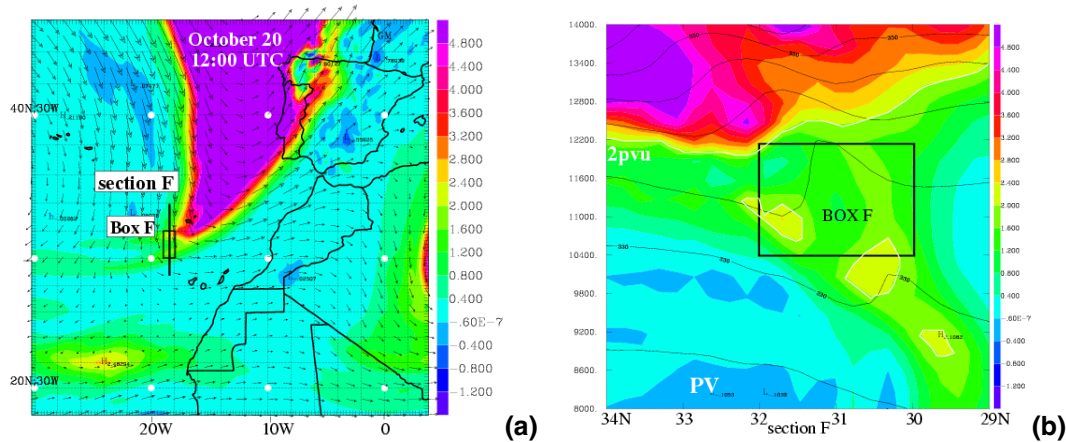 October 20
12:00 UTC
GM
40N,30W
section F
Box F
20N,30W
20W
10W
0
4.800
4.400
4.000
3.600
3.200
2.800
2.400
2.000
1.600
1.200
0.800
0.400
.60E-7
-0.400
-0.800
-1.200
(a)
14000.
13400.
12800.
12200.
11600.
11000.
10400.
9800.
9200.
8600.
8000.
350
2pvu
BOX F
330
330
PV
34N
33
32
31
30
29N
section F
4.800
4.400
4.000
3.600
3.200
2.800
2.400
2.000
1.600
1.200
0.800
0.400
.60E-7
-0.400
-0.800
-1.200
(b)